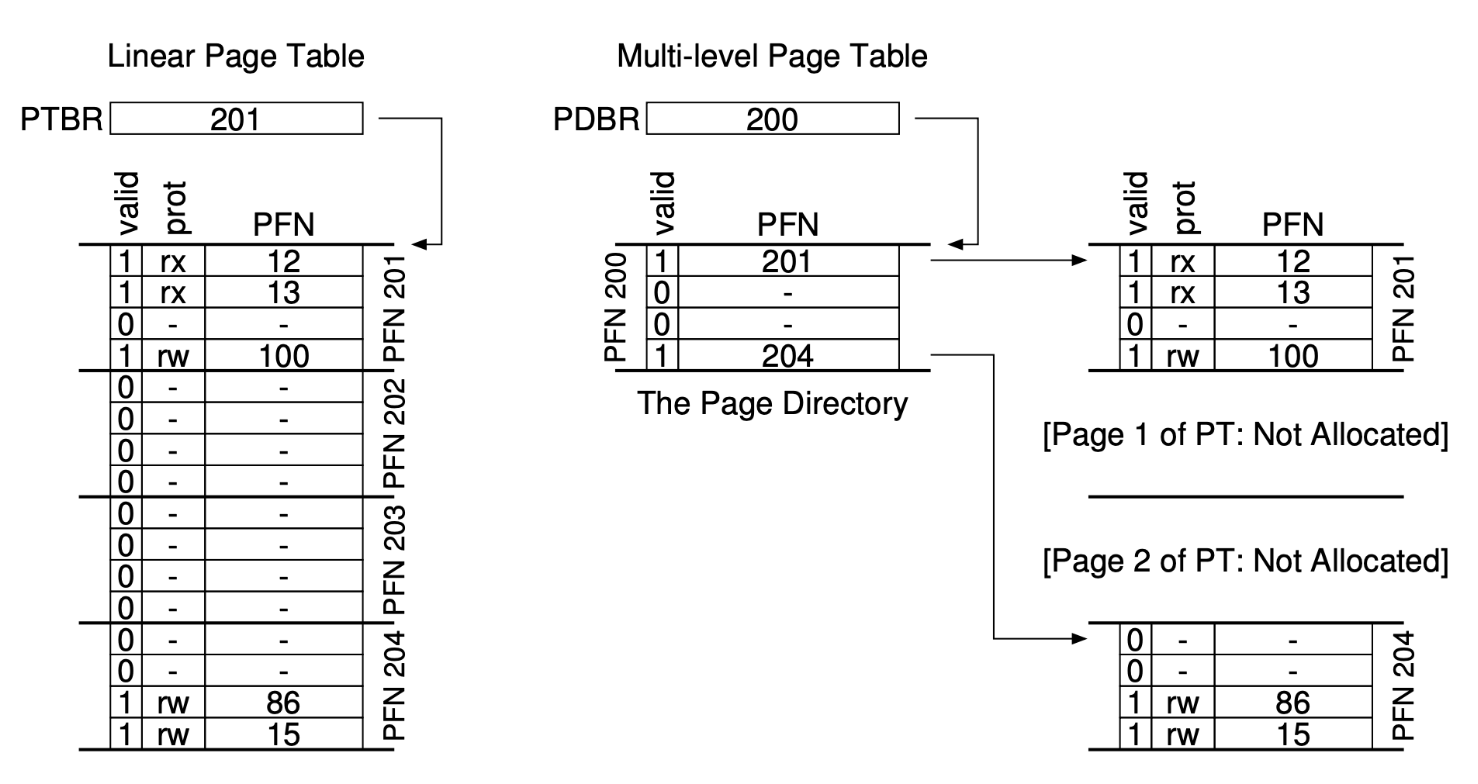 Linear Page Table
PTBR 201
valid prot PFN
1 rx 12
1 rx 13
0 - -
1 rw 100
PFN 201
0 - -
0 - -
0 - -
0 - -
PFN 202
0 - -
0 - -
0 - -
0 - -
PFN 203
0 - -
0 - -
1 rw 86
1 rw 15
PFN 204
Multi-level Page Table
PDBR 200
valid PFN
PFN 200
1 201
0 -
0 -
1 204
The Page Directory
valid prot PFN
1 rx 12
1 rx 13
0 - -
1 rw 100
PFN 201
[Page 1 of PT: Not Allocated]
[Page 2 of PT: Not Allocated]
0 - -
0 - -
1 rw 86
1 rw 15
PFN 204